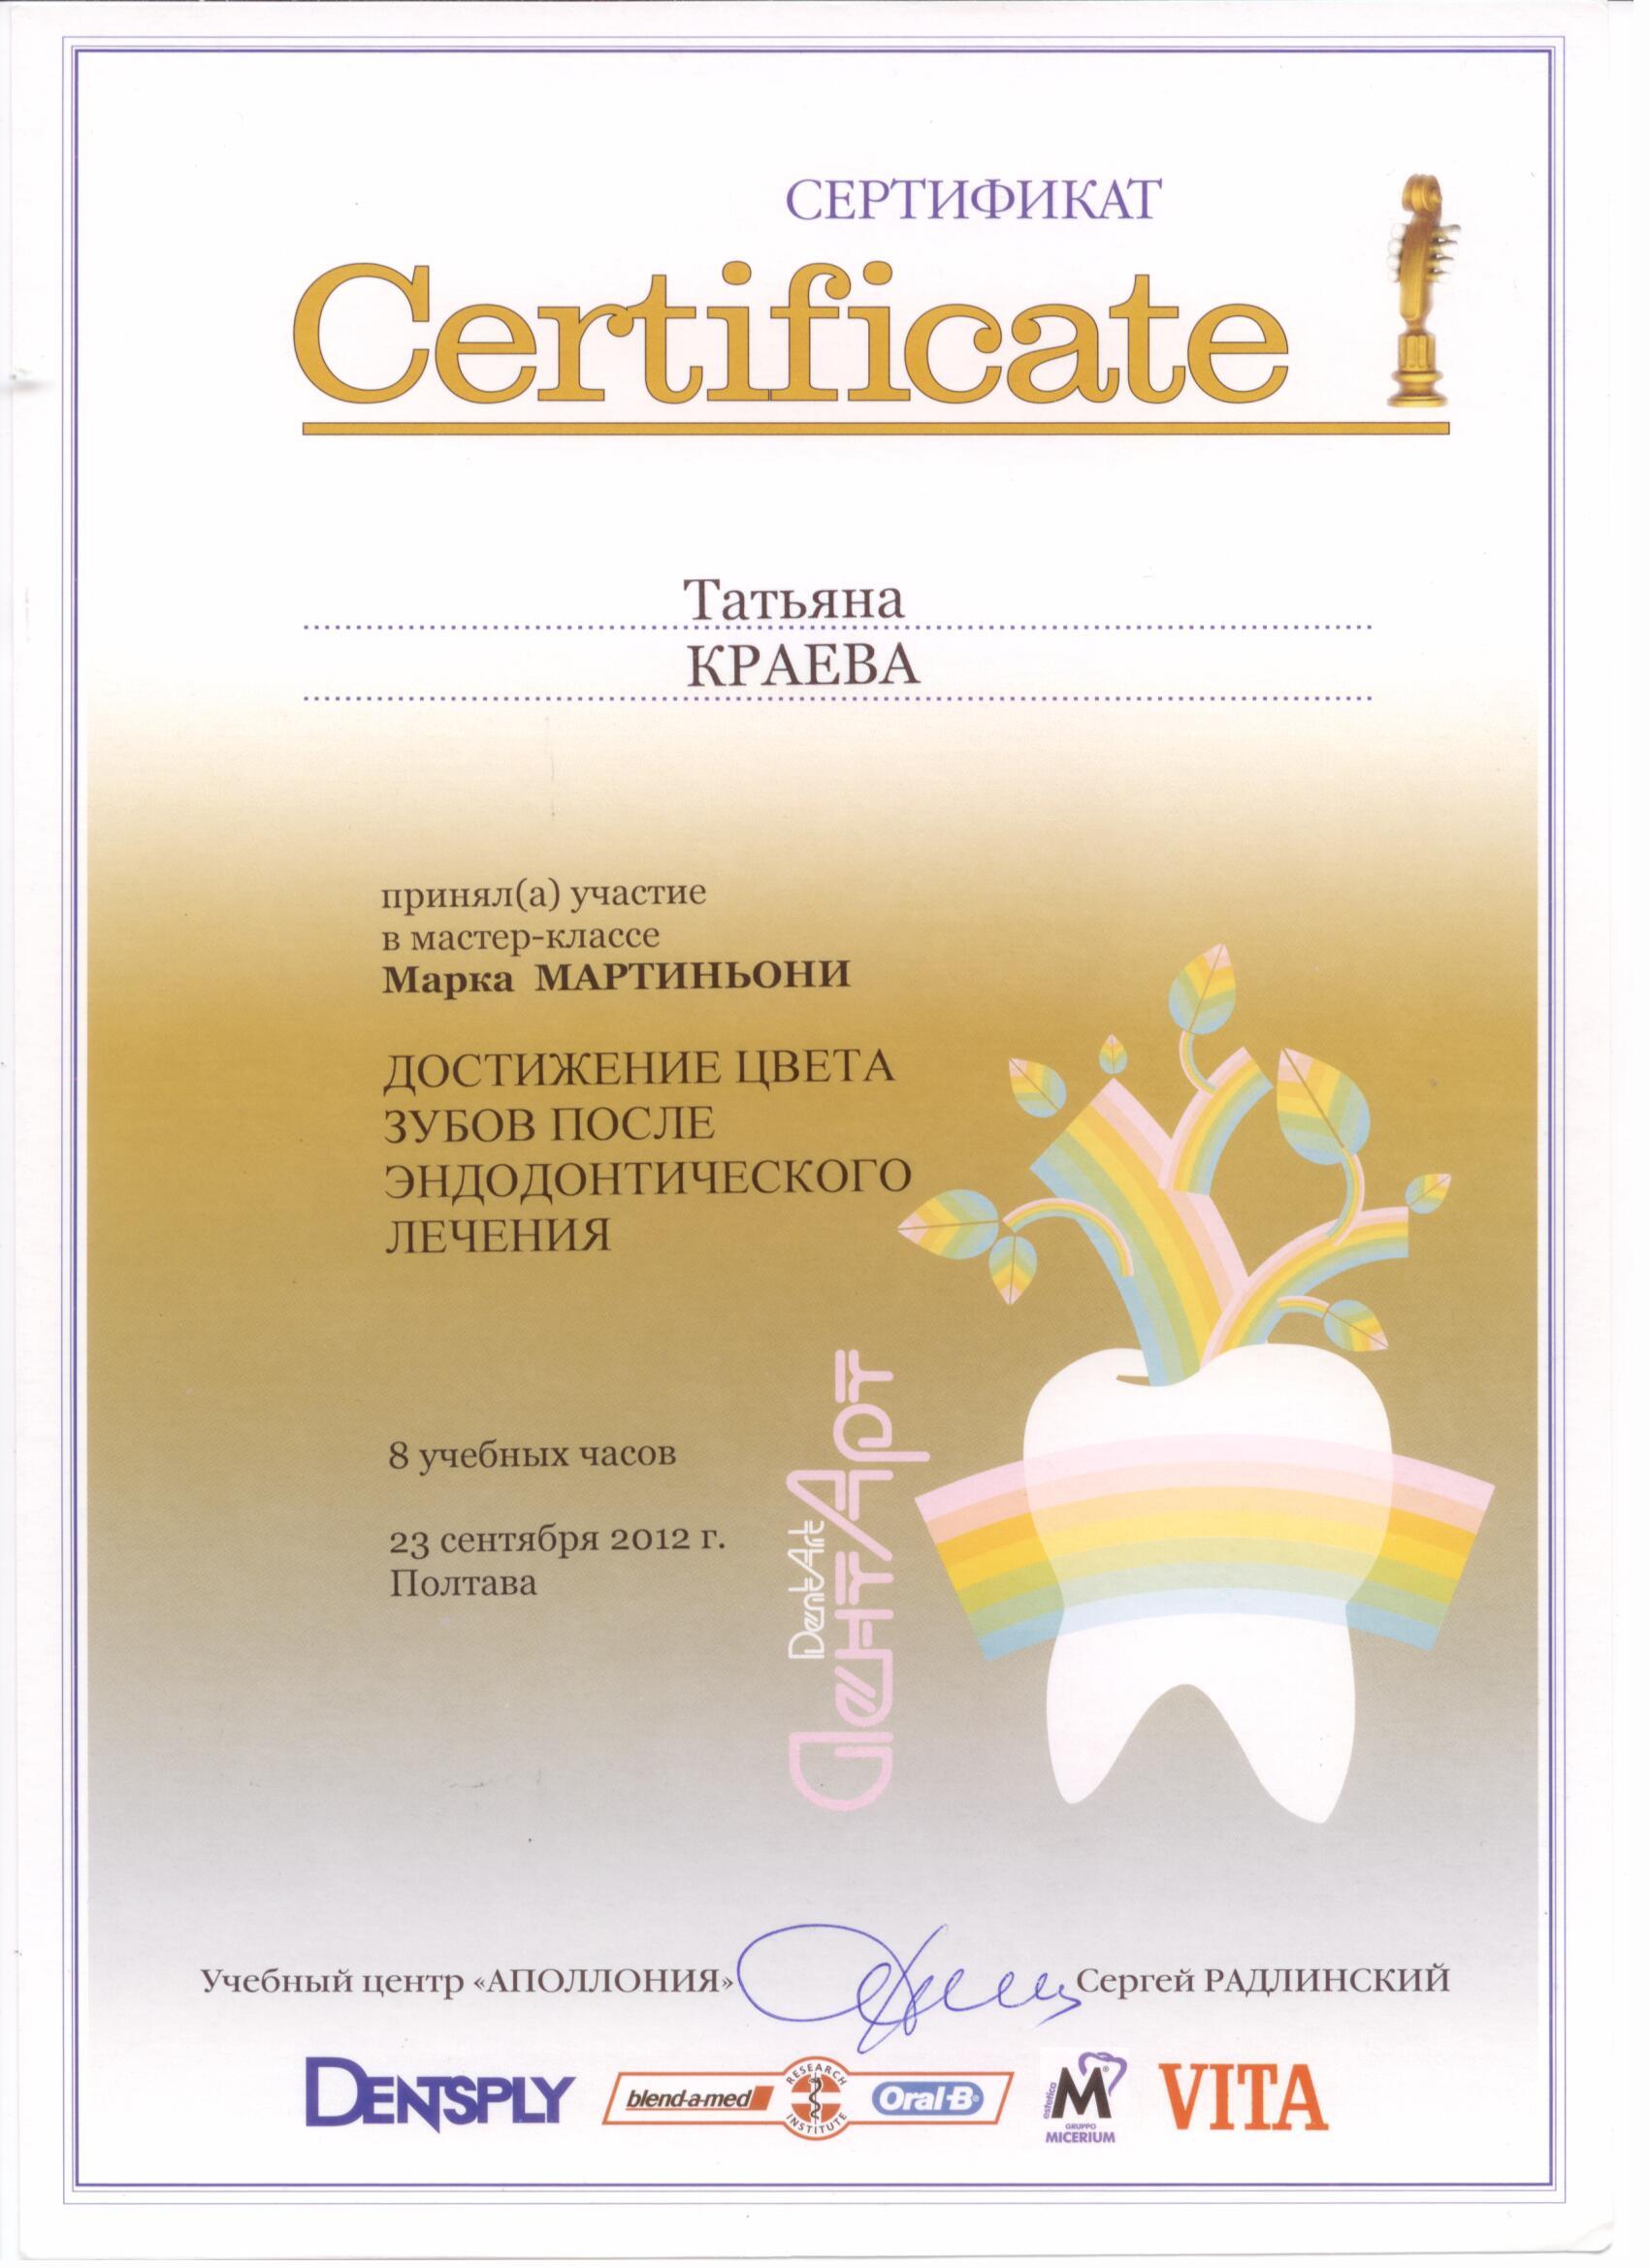 СЕРТИФИКАТ
Certificate
Татьяна
КРАЕВА
принял(а) участие
в мастер-классе
Марка МАРТИНЬОНИ
ДОСТИЖЕНИЕ ЦВЕТА
ЗУБОВ ПОСЛЕ
ЭНДОДОНТИЧЕСКОГО
ЛЕЧЕНИЯ
8 учебных часов
23 сентября 2012 г.
Полтава
DentArt
ДентАрт
Учебный центр «АПОЛЛОНИЯ» Сергей РАДЛИНСКИЙ
DENTSPLY
blend-a-med
RESEARCH
INSTITUTE
Oral-B
estetico
M
GRUPPO
MICERIUM
VITA